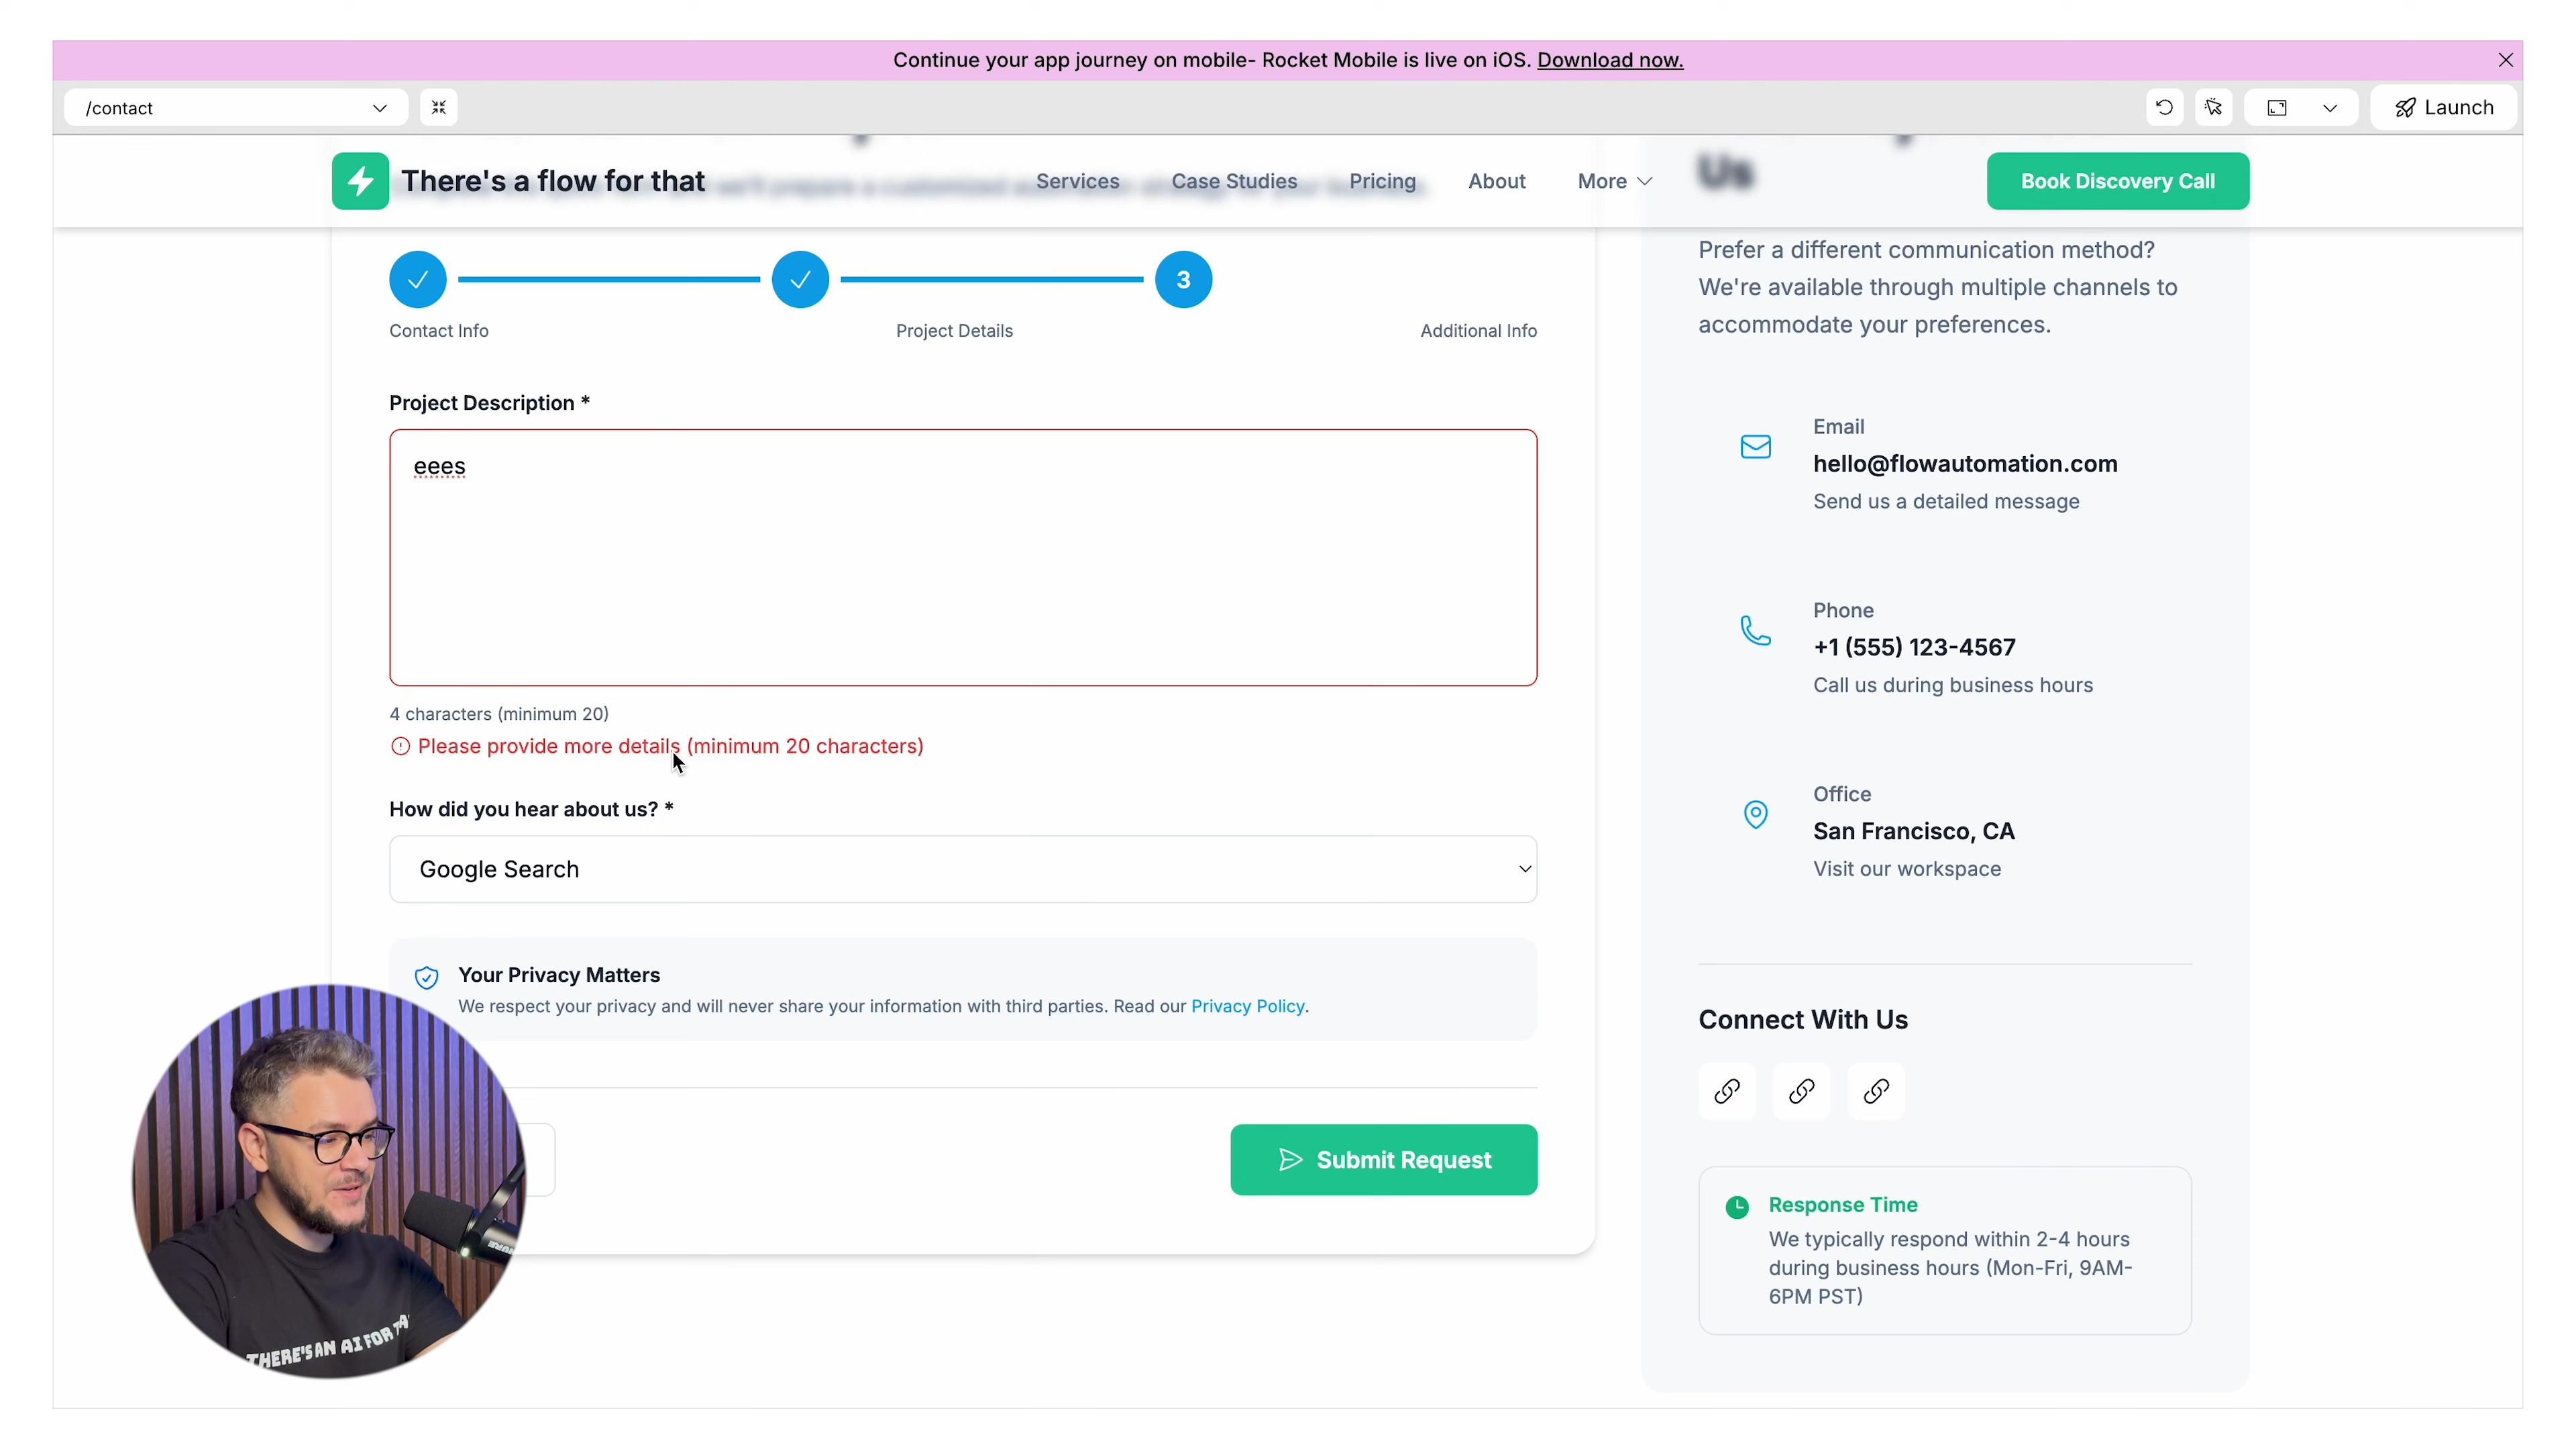 Continue your app journey on mobile- Rocket Mobile is live on iOS. Download now.
/contact
Launch
There's a flow for that
Services
Case Studies
Pricing
About
More
Us
Book Discovery Call
3
Contact Info
Project Details
Additional Info
Project Description *
eees
4 characters (minimum 20)
Please provide more details (minimum 20 characters)
How did you hear about us? *
Google Search
Your Privacy Matters
We respect your privacy and will never share your information with third parties. Read our Privacy Policy.
Submit Request
Prefer a different communication method?
We're available through multiple channels to
accommodate your preferences.
Email
hello@flowautomation.com
Send us a detailed message
Phone
+1 (555) 123-4567
Call us during business hours
Office
San Francisco, CA
Visit our workspace
Connect With Us
Response Time
We typically respond within 2-4 hours
during business hours (Mon-Fri, 9AM-
6PM PST)
THERE'S AN AI FOR